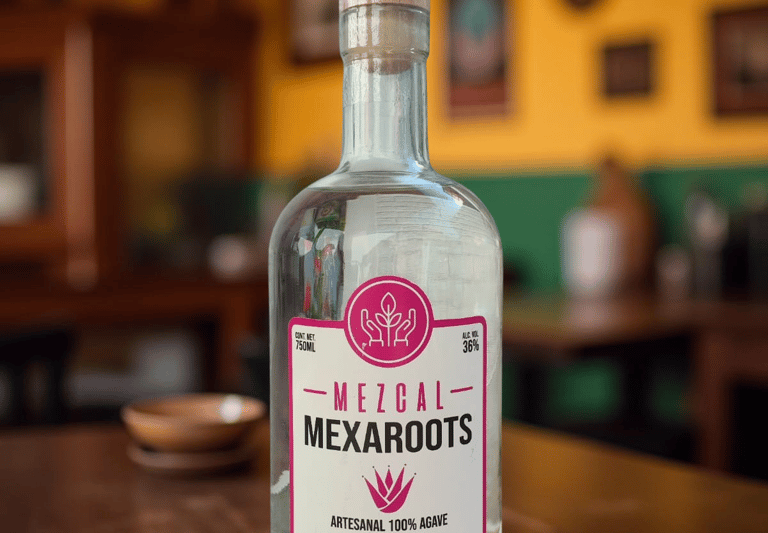 CONT. NET.
750ML
ALC. VOL.
36%
MEZCAL
MEXAROOTS
ARTESANAL 100% AGAVE